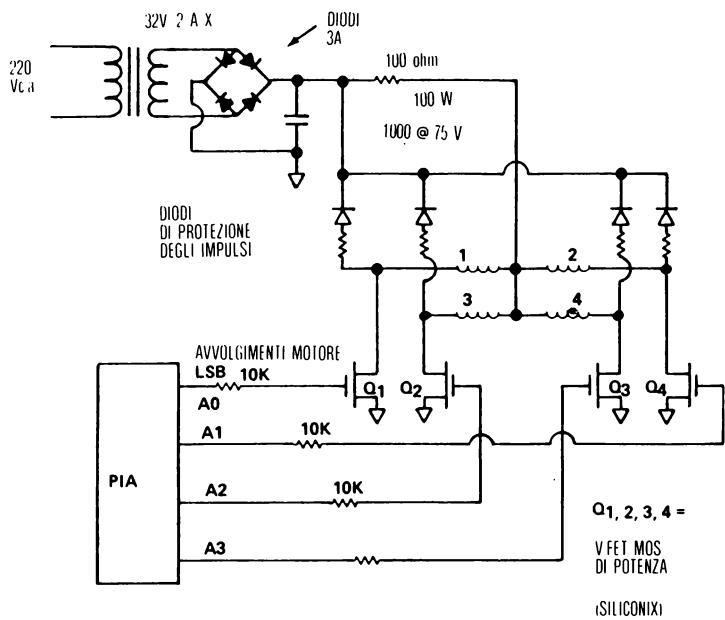 32V 2 A X
DIODI
3A
220
100 ohm
100 W
1000 @ 75 V
DIODI
DI PROTEZIONE
DEGLI IMPULSI
1
2
3
4
AVVOLGIMENTI MOTORE
LSB 10K
A0
Q1
Q2
Q3
Q4
A1
10K
PIA
A2
10K
A3
Q1, 2, 3, 4 =
V FET MOS
DI POTENZA
(SILICONIX)